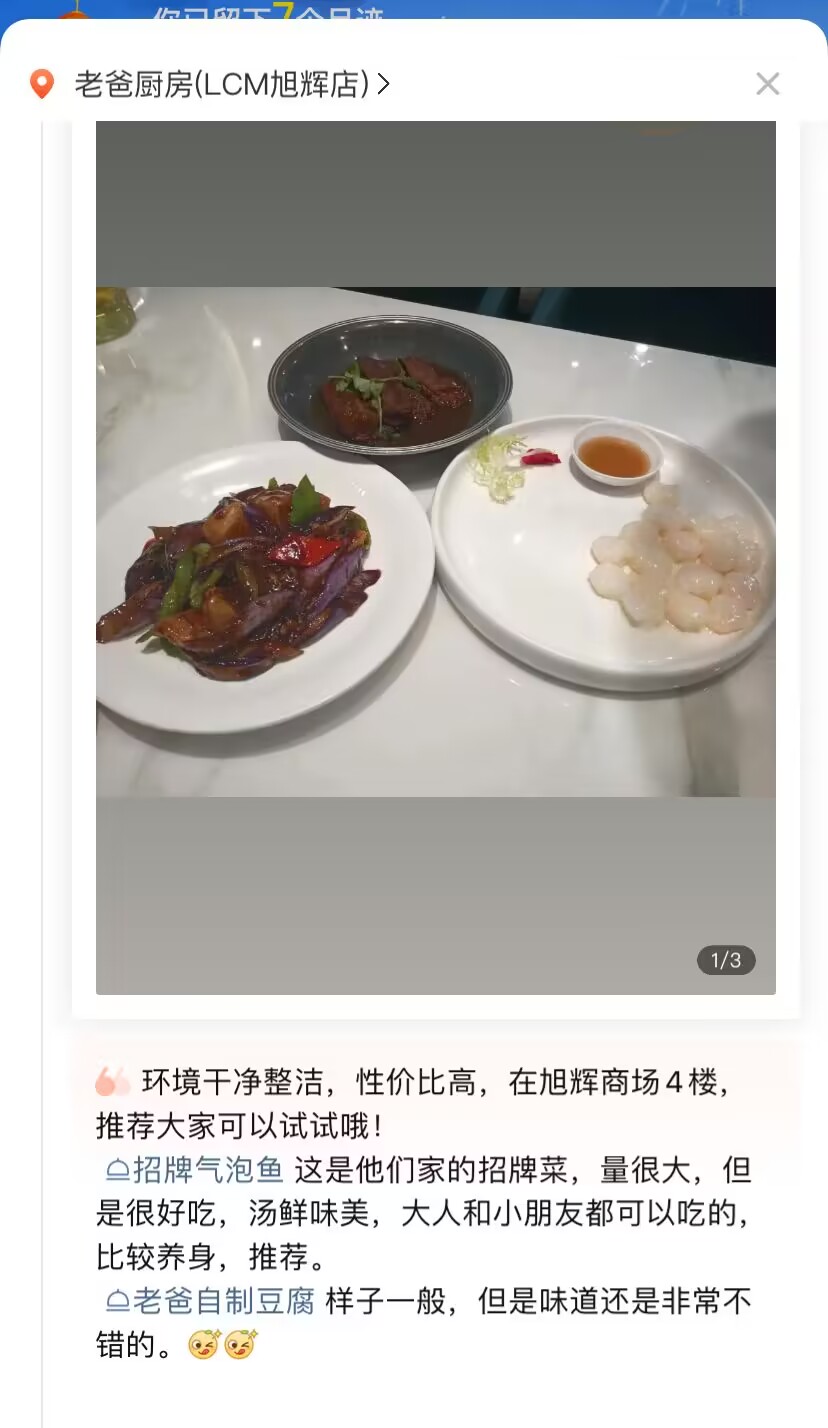 你已留下7个足迹
老爸厨房(LCM旭辉店)
1/3
环境干净整洁，性价比高，在旭辉商场4楼，
推荐大家可以试试哦！
招牌气泡鱼 这是他们家的招牌菜，量很大，但
是很好吃，汤鲜味美，大人和小朋友都可以吃的，
比较养身，推荐。
老爸自制豆腐 样子一般，但是味道还是非常不
错的。